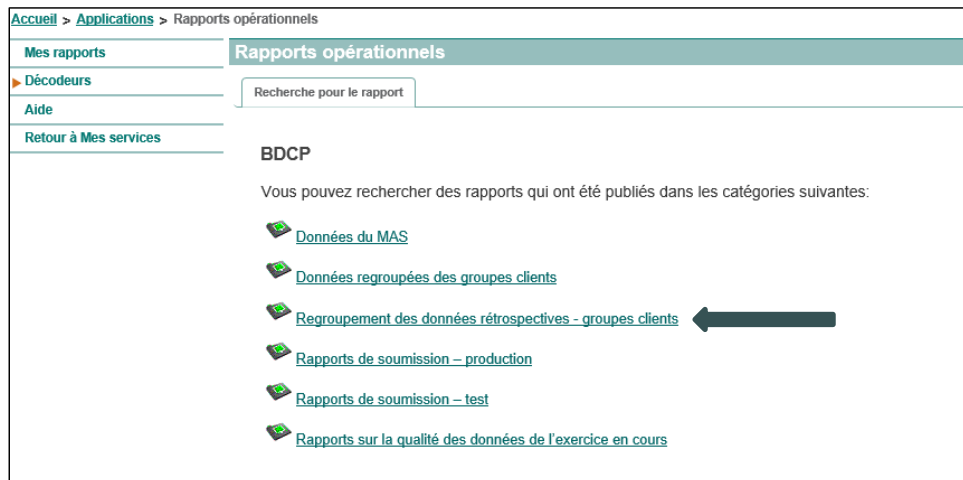 Accueil > Applications > Rapports opérationnels
Mes rapports
Décodeurs
Aide
Retour à Mes services
Rapports opérationnels
Recherche pour le rapport
BDCP
Vous pouvez rechercher des rapports qui ont été publiés dans les catégories suivantes:
Données du MAS
Données regroupées des groupes clients
Regroupement des données rétrospectives - groupes clients
Rapports de soumission – production
Rapports de soumission – test
Rapports sur la qualité des données de l’exercice en cours